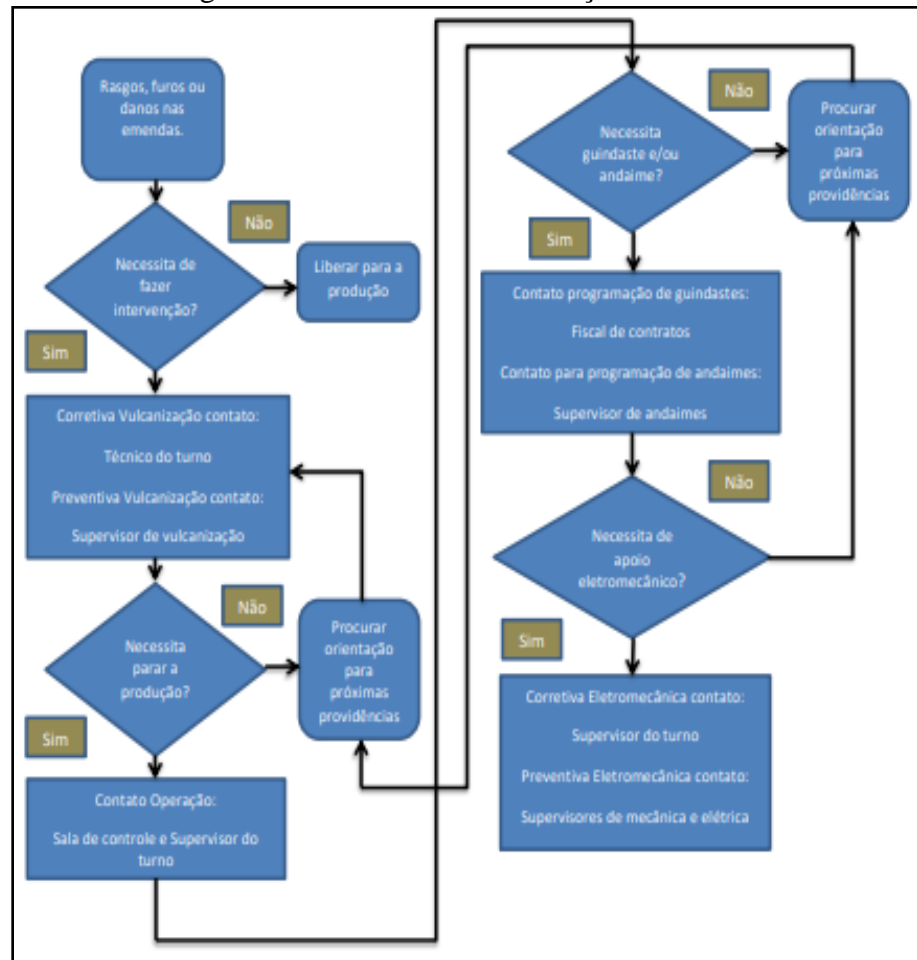 Rasgos, furos ou
danos nas
emendas.
Não
Necessita de
fazer
intervenção?
Liberar para a
produção
Sim
Corretiva Vulcanização contato:
Técnico do turno
Preventiva Vulcanização contato:
Supervisor de vulcanização
Não
Necessita
parar a
produção?
Procurar
orientação
para
próximas
providências
Sim
Contato Operação:
Sala de controle e Supervisor do
turno
Não
Necessita
guindaste e/ou
andaime?
Procurar
orientação
para
próximas
providências
Sim
Contato programação de guindastes:
Fiscal de contratos
Contato para programação de andaimes:
Supervisor de andaimes
Não
Necessita de
apoio
eletromecânico?
Sim
Corretiva Eletromecânica contato:
Supervisor do turno
Preventiva Eletromecânica contato:
Supervisores de mecânica e elétrica